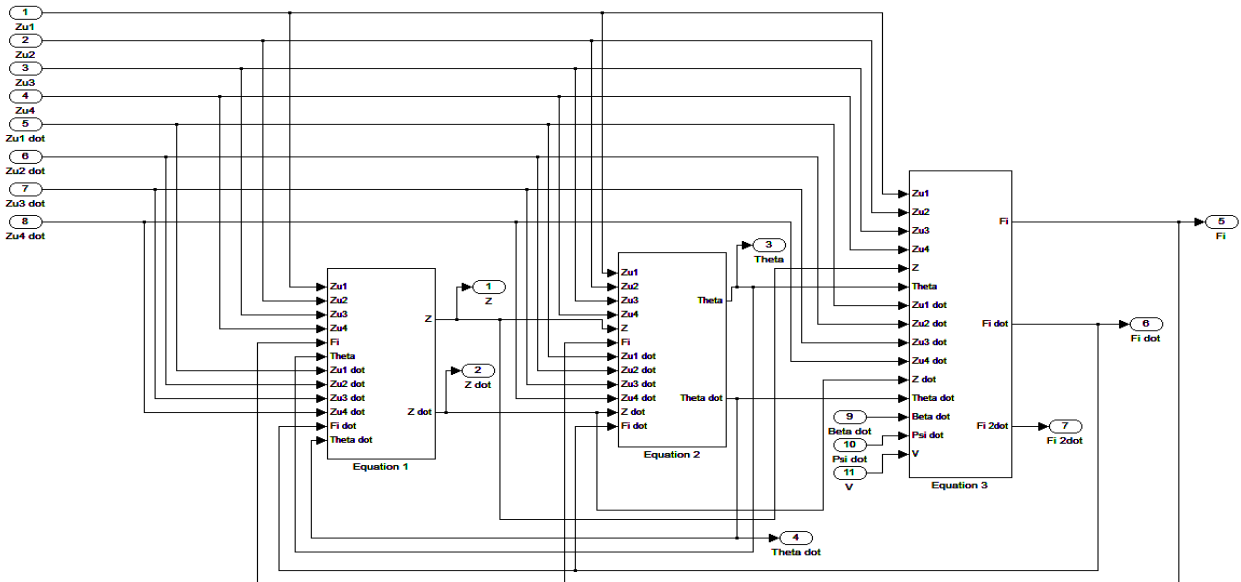 1
Zu1
2
Zu2
3
Zu3
4
Zu4
5
Zu1 dot
6
Zu2 dot
7
Zu3 dot
8
Zu4 dot
Zu1
Zu2
Zu3
Zu4
Fi
Theta
Zu1 dot
Zu2 dot
Zu3 dot
Zu4 dot
Fi dot
Theta dot
Z
Z dot
Equation 1
1
Z
2
Z dot
Zu1
Zu2
Zu3
Zu4
Z
Fi
Zu1 dot
Zu2 dot
Zu3 dot
Zu4 dot
Z dot
Fi dot
Theta
Theta dot
Equation 2
3
Theta
4
Theta dot
9
Beta dot
10
Psi dot
11
V
Zu1
Zu2
Zu3
Zu4
Z
Theta
Zu1 dot
Zu2 dot
Zu3 dot
Zu4 dot
Z dot
Theta dot
Beta dot
Psi dot
V
Fi
Fi dot
Fi 2dot
Equation 3
5
Fi
6
Fi dot
7
Fi 2dot